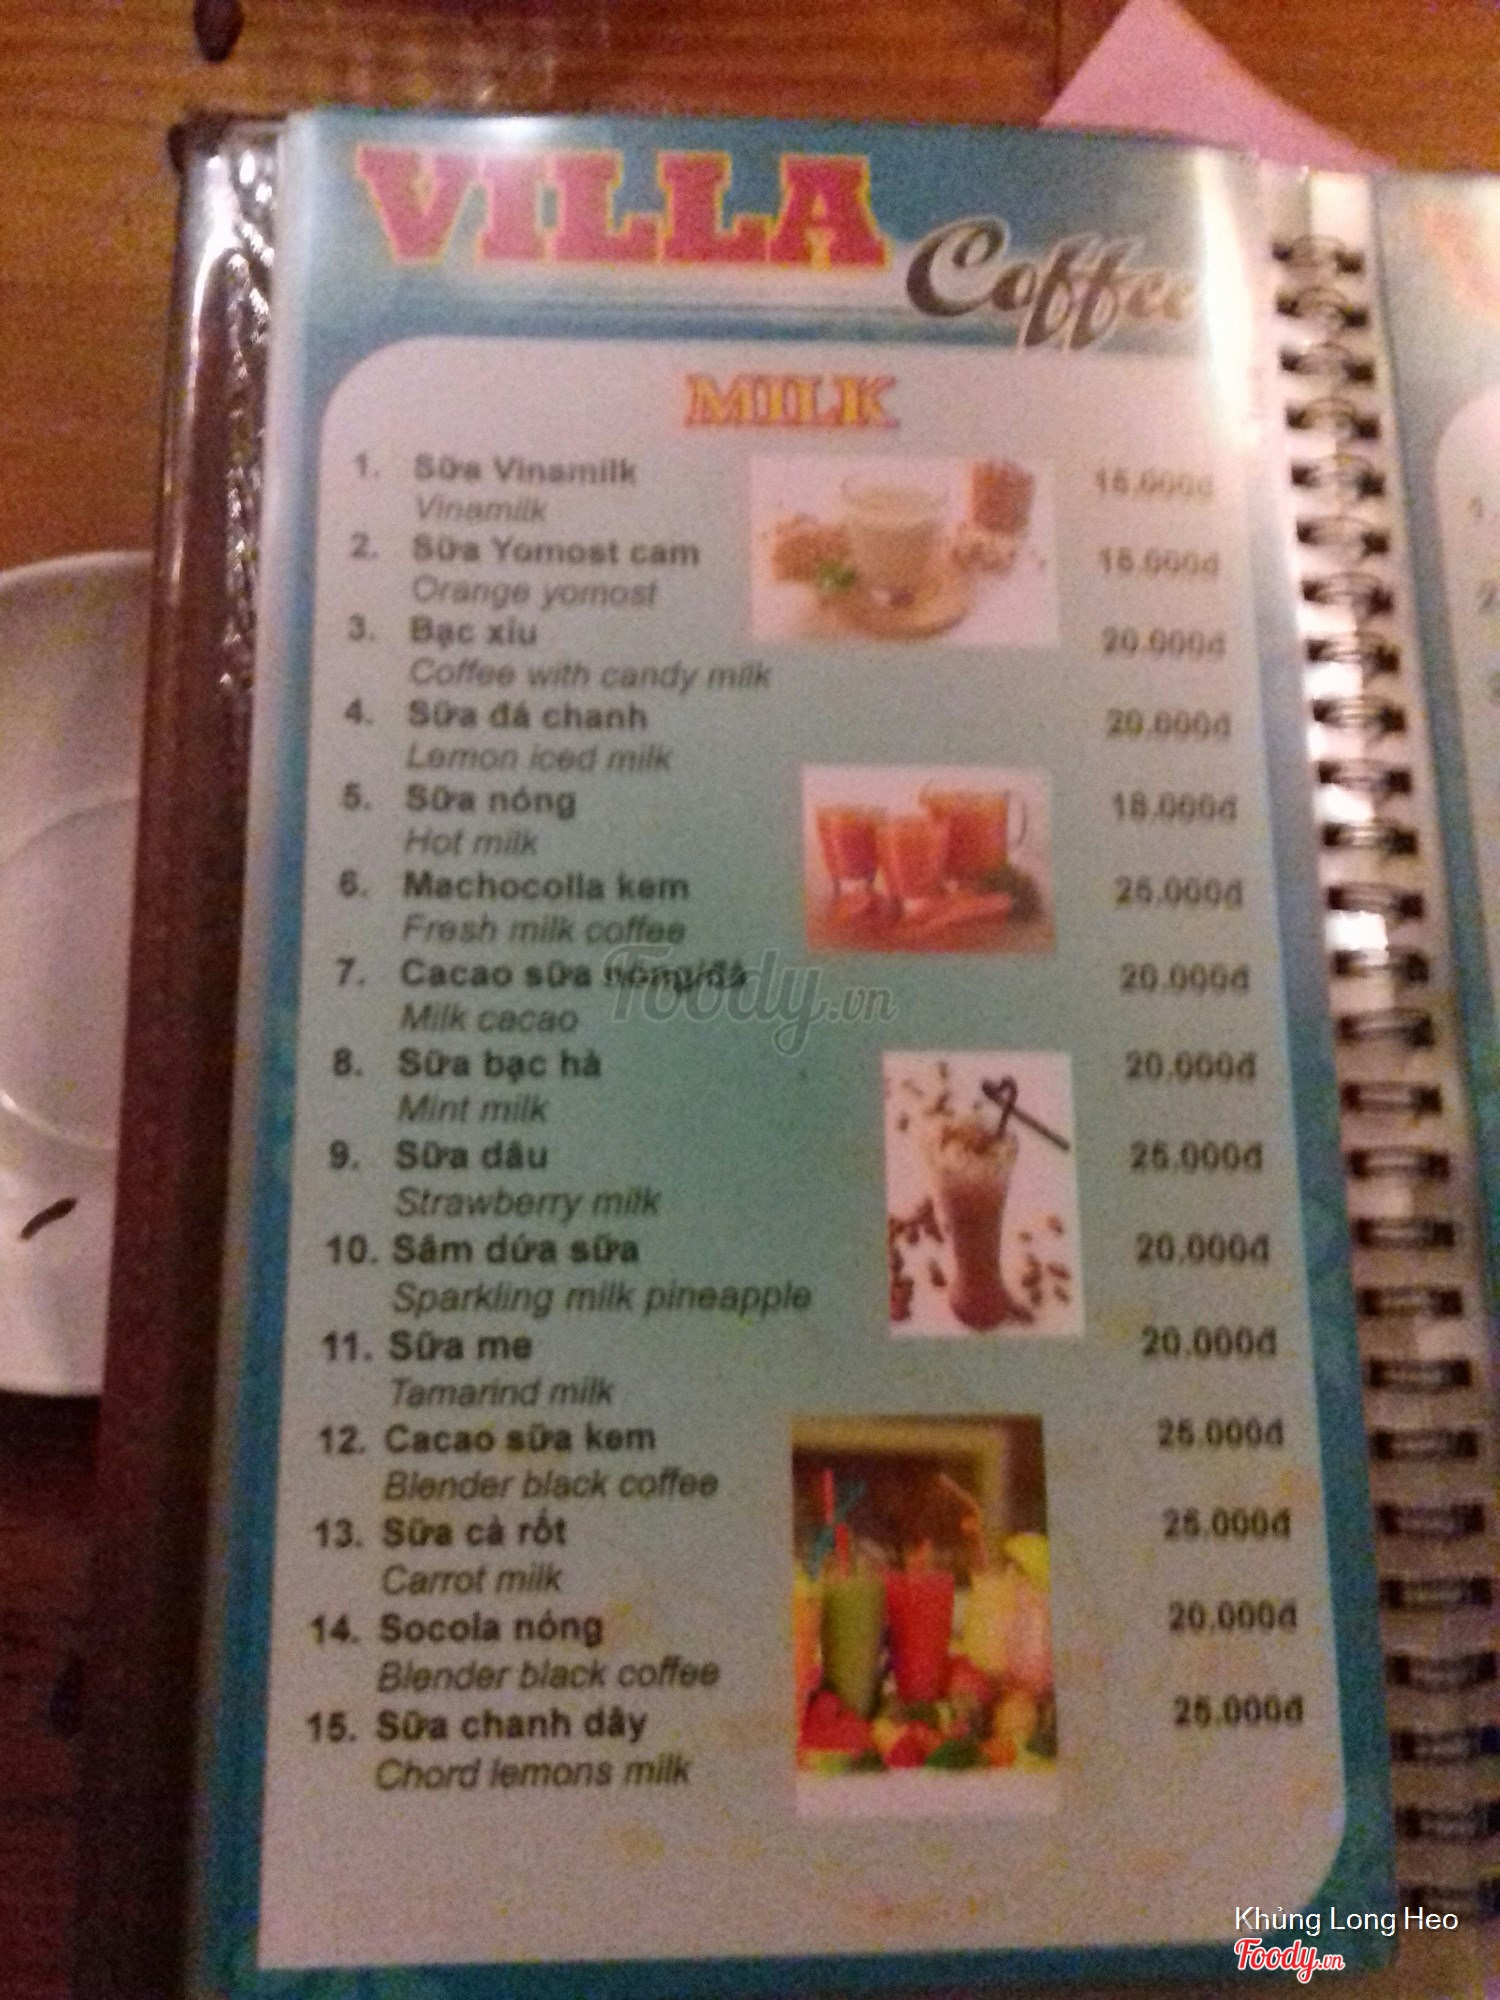 VILLA
Coffee
MILK
1. Sữa Vinamilk 15.000đ
Vinamilk
2. Sữa Yomost cam 15.000đ
Orange yomost
3. Bạc xỉu 20.000đ
Coffee with candy milk
4. Sữa đá chanh 20.000đ
Lemon iced milk
5. Sữa nóng 18.000đ
Hot milk
6. Machocolla kem 25.000đ
Fresh milk coffee
7. Cacao sữa nóng/đá 20.000đ
Milk cacao
8. Sữa bạc hà 20.000đ
Mint milk
9. Sữa dâu 25.000đ
Strawberry milk
10. Sâm dứa sữa 20.000đ
Sparkling milk pineapple
11. Sữa me 20.000đ
Tamarind milk
12. Cacao sữa kem 25.000đ
Blender black coffee
13. Sữa cà rốt 25.000đ
Carrot milk
14. Socola nóng 20.000đ
Blender black coffee
15. Sữa chanh dây 25.000đ
Chord lemons milk
Foody.vn
Khủng Long Heo
Foody.vn